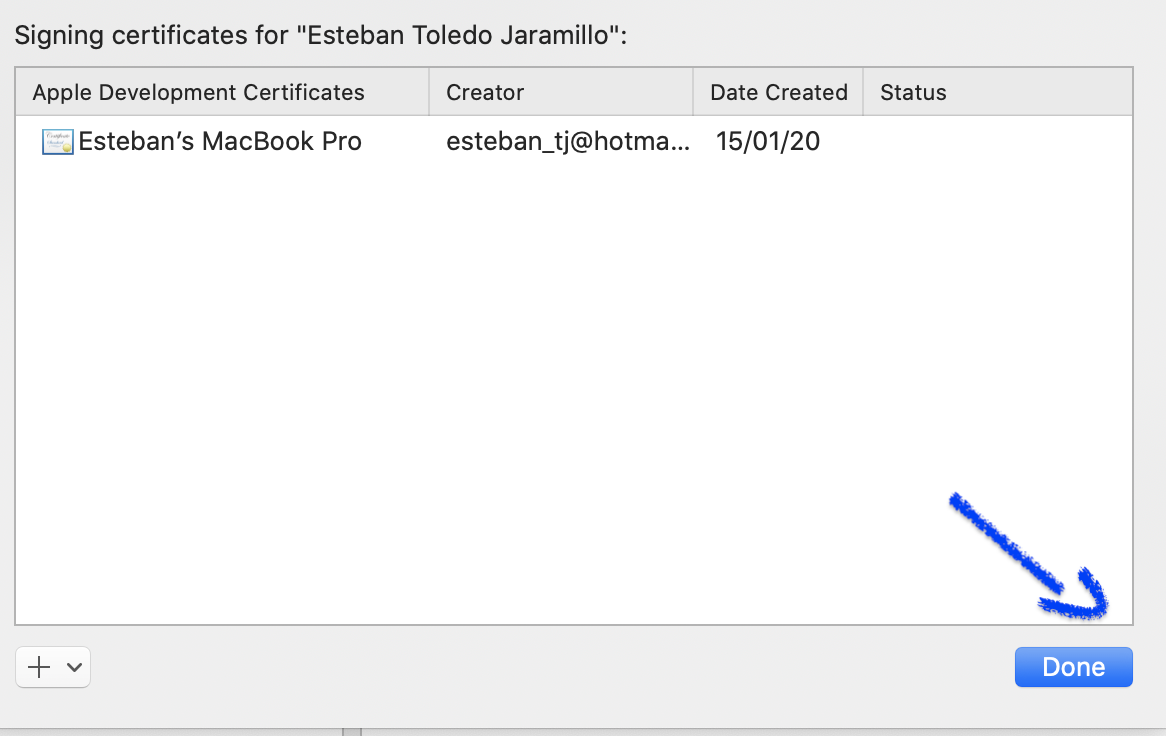 Signing certificates for "Esteban Toledo Jaramillo":
Apple Development Certificates Creator Date Created Status
Esteban’s MacBook Pro esteban_tj@hotma... 15/01/20
Done